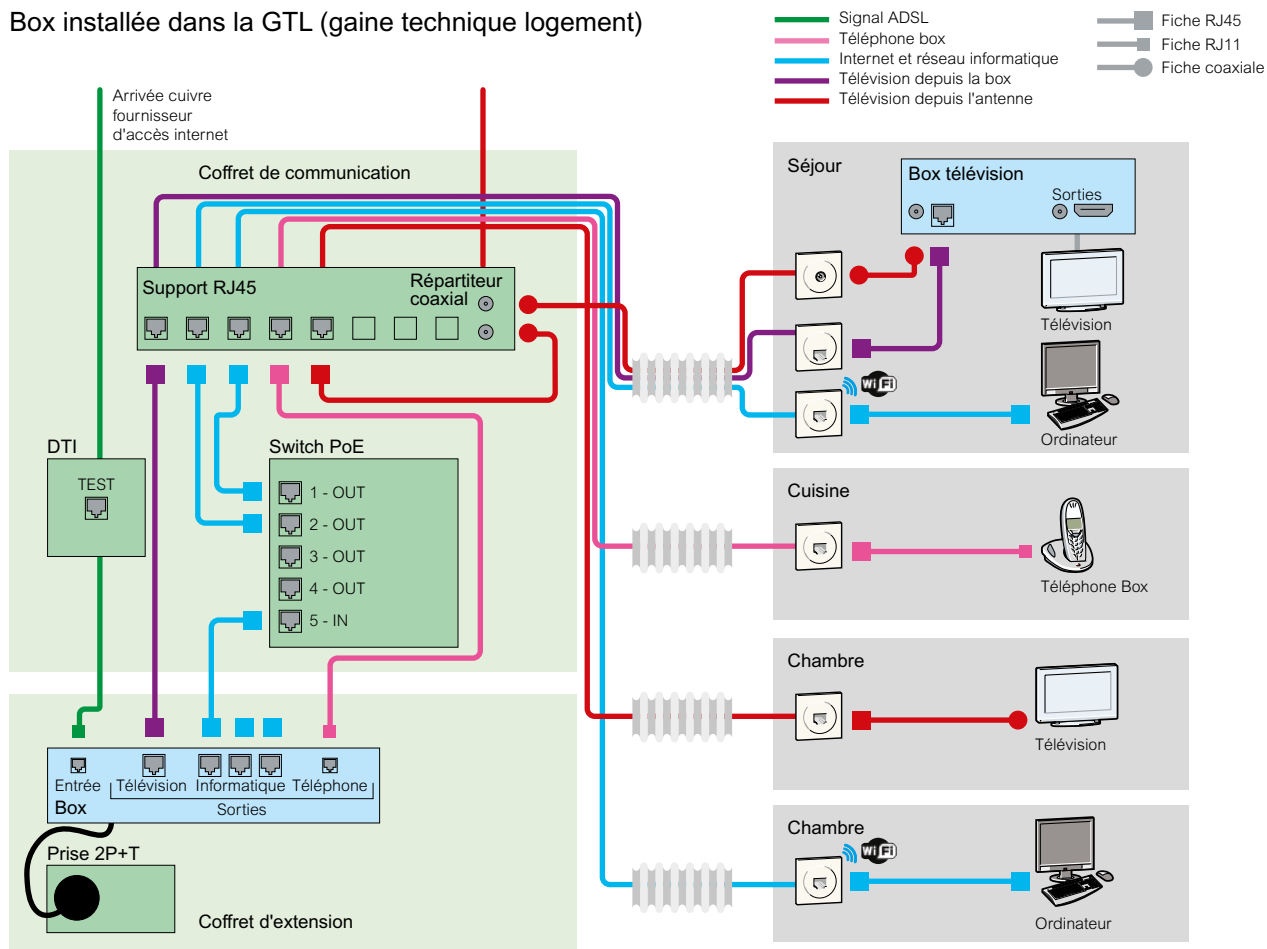 Box installée dans la GTL (gaine technique logement)
Signal ADSL
Téléphone box
Internet et réseau informatique
Télévision depuis la box
Télévision depuis l'antenne
Fiche RJ45
Fiche RJ11
Fiche coaxiale
Arrivée cuivre
fournisseur
d'accès internet
Coffret de communication
Support RJ45
Répartiteur
coaxial
DTI
TEST
Switch PoE
1 - OUT
2 - OUT
3 - OUT
4 - OUT
5 - IN
Entrée
Télévision
Informatique
Téléphone
Box
Sorties
Prise 2P+T
Coffret d'extension
Séjour
Box télévision
Sorties
Télévision
WiFi
Ordinateur
Cuisine
Téléphone Box
Chambre
Télévision
Chambre
WiFi
Ordinateur